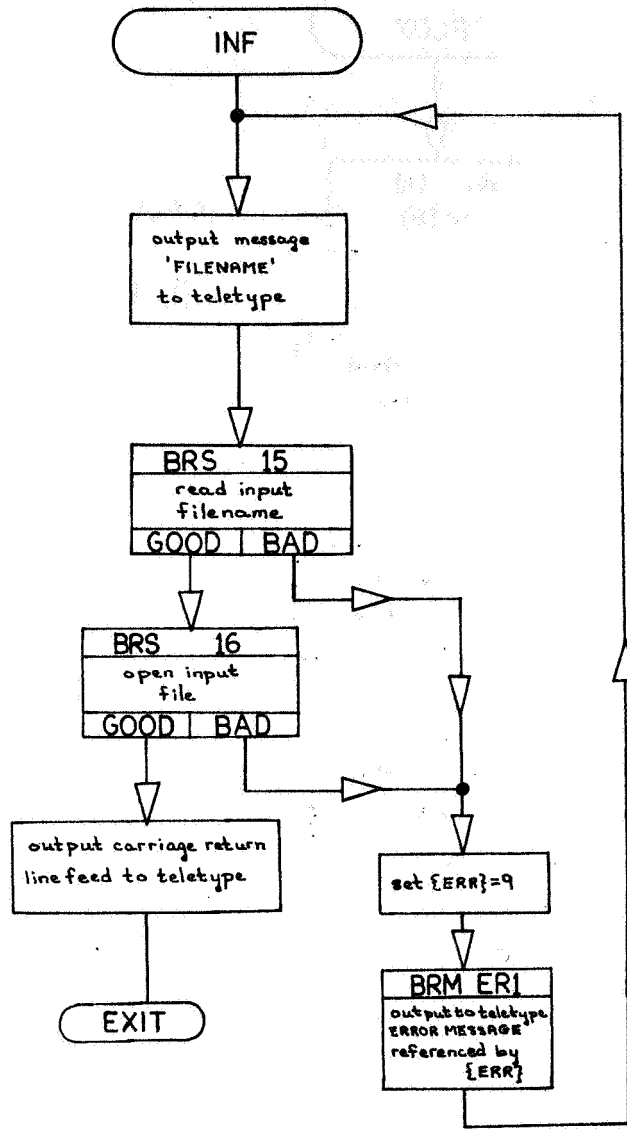 INF
output message
'FILENAME'
to teletype
BRS 15
read input
filename
GOOD BAD
BRS 16
open input
file
GOOD BAD
output carriage return
line feed to teletype
set {ERR}=9
EXIT
BRM ER1
output to teletype
ERROR MESSAGE
referenced by
{ERR}